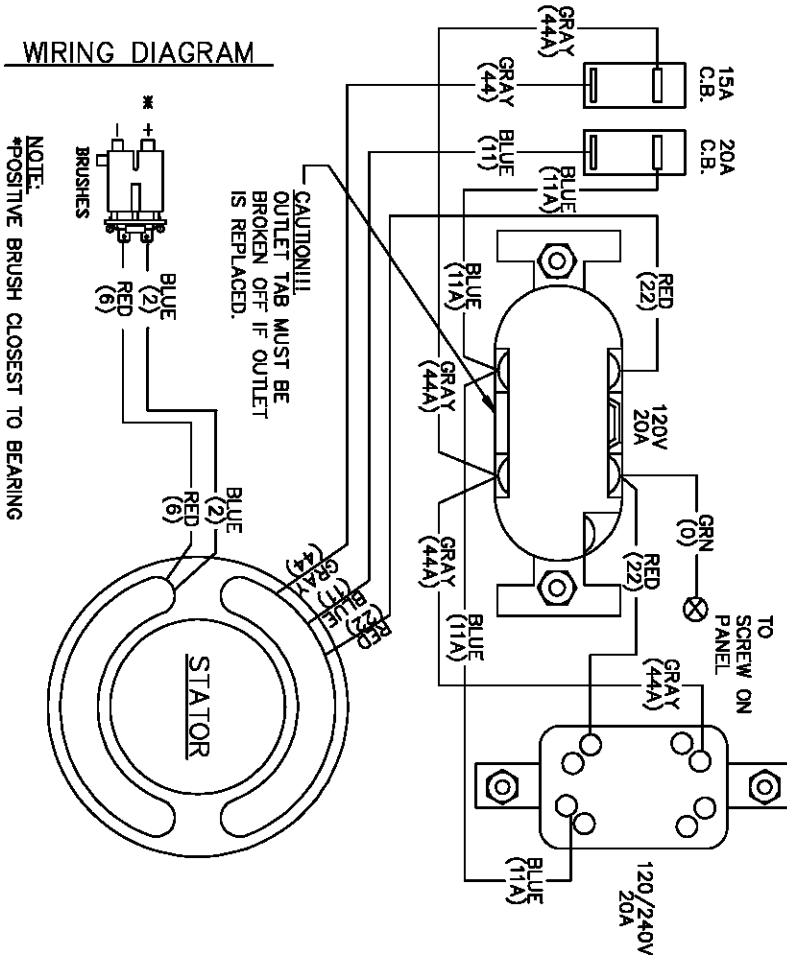 WIRING DIAGRAM
*
- +
BRUSHES
NOTE:
*POSITIVE BRUSH CLOSEST TO BEARING
BLUE
(2)
RED
(6)
BLUE
(2)
RED
(6)
STATOR
GRAY
(44)
BLUE
(11)
RED
(22)
CAUTION!!!
OUTLET TAB MUST BE
BROKEN OFF IF OUTLET
IS REPLACED.
GRAY
(44A)
GRAY
(44)
15A
C.B.
BLUE
(11)
BLUE
(11A)
20A
C.B.
BLUE
(11A)
RED
(22)
GRAY
(44A)
120V
20A
GRN
(0)
TO
SCREW ON
PANEL
RED
(22)
GRAY
(44A)
BLUE
(11A)
GRAY
(44A)
BLUE
(11A)
120/240V
20A